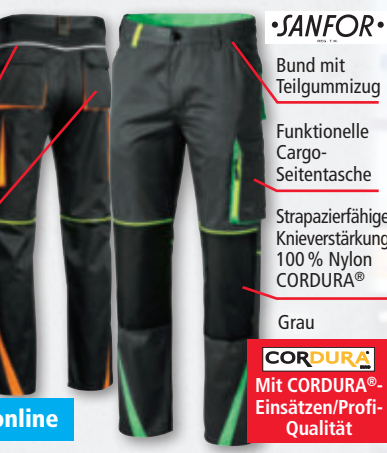 ·SANFOR·
Bund mit
Teilgummizug
Funktionelle
Cargo-
Seitentasche
Strapazierfähige
Knieverstärkung
100 % Nylon
CORDURA®
Grau
CORDURA
Mit CORDURA®-
Einsätzen/Profi-
Qualität
online